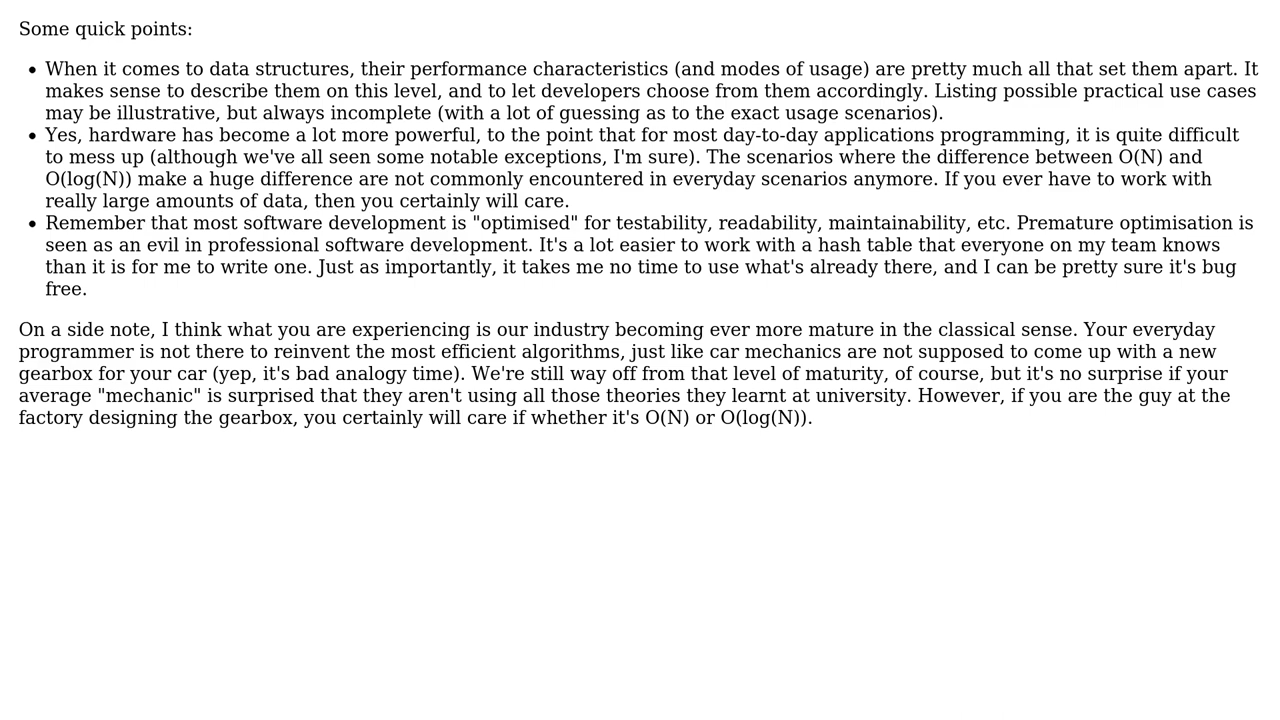 Some quick points:
• When it comes to data structures, their performance characteristics (and modes of usage) are pretty much all that set them apart. It
makes sense to describe them on this level, and to let developers choose from them accordingly. Listing possible practical use cases
may be illustrative, but always incomplete (with a lot of guessing as to the exact usage scenarios).
• Yes, hardware has become a lot more powerful, to the point that for most day-to-day applications programming, it is quite difficult
to mess up (although we've all seen some notable exceptions, I'm sure). The scenarios where the difference between O(N) and
O(log(N)) make a huge difference are not commonly encountered in everyday scenarios anymore. If you ever have to work with
really large amounts of data, then you certainly will care.
• Remember that most software development is "optimised" for testability, readability, maintainability, etc. Premature optimisation is
seen as an evil in professional software development. It's a lot easier to work with a hash table that everyone on my team knows
than it is for me to write one. Just as importantly, it takes me no time to use what's already there, and I can be pretty sure it's bug
free.
On a side note, I think what you are experiencing is our industry becoming ever more mature in the classical sense. Your everyday
programmer is not there to reinvent the most efficient algorithms, just like car mechanics are not supposed to come up with a new
gearbox for your car (yep, it's bad analogy time). We're still way off from that level of maturity, of course, but it's no surprise if your
average "mechanic" is surprised that they aren't using all those theories they learnt at university. However, if you are the guy at the
factory designing the gearbox, you certainly will care if whether it's O(N) or O(log(N)).